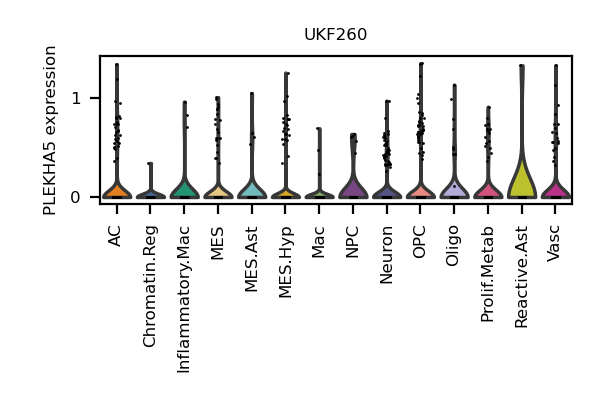 UKF260
PLEKHA5 expression
1
0
AC
Chromatin.Reg
Inflammatory.Mac
MES
MES.Ast
MES.Hyp
Mac
NPC
Neuron
OPC
Oligo
Prolif.Metab
Reactive.Ast
Vasc